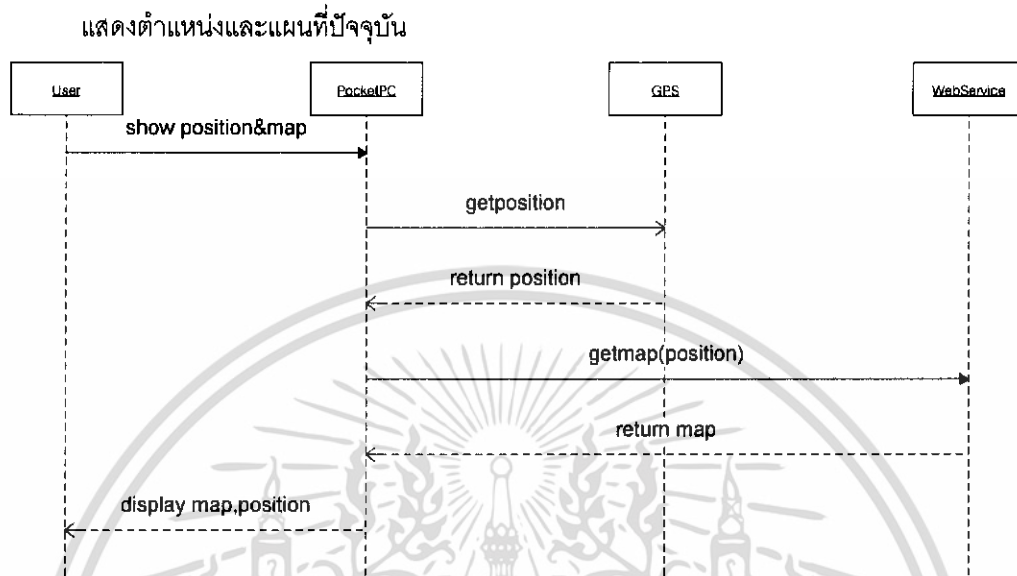 แสดงตำแหน่งและแผนที่ปัจจุบัน
User PocketPC GPS WebService
show position&map
getposition
return position
getmap(position)
return map
display map,position